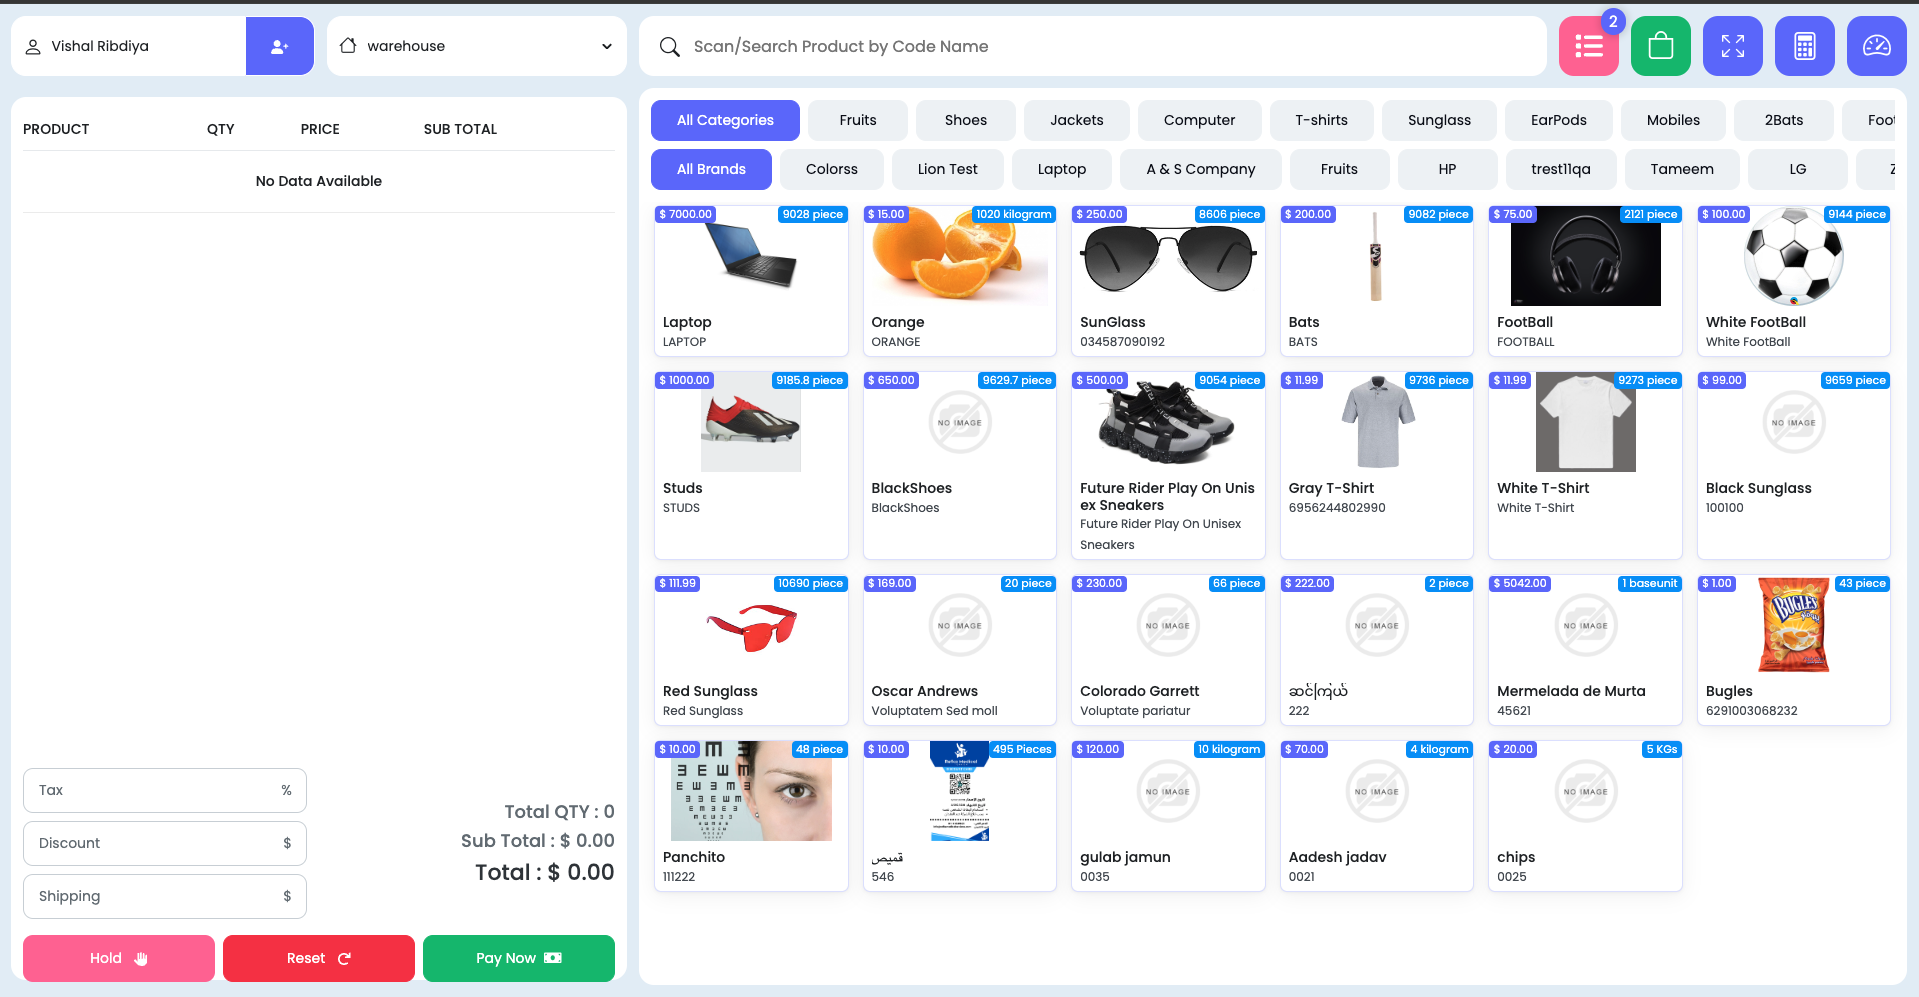 Vishal Ribdiya
warehouse
Scan/Search Product by Code Name
2
PRODUCT QTY PRICE SUB TOTAL
No Data Available
Tax %
Discount $
Shipping $
Total QTY : 0
Sub Total : $ 0.00
Total : $ 0.00
Hold Reset Pay Now
All Categories Fruits Shoes Jackets Computer T-shirts Sunglass EarPods Mobiles 2Bats Foot
All Brands Colorss Lion Test Laptop A & S Company Fruits HP trest11qa Tameem LG Z
$ 7000.00 9028 piece
Laptop
LAPTOP
$ 15.00 1020 kilogram
Orange
ORANGE
$ 250.00 8606 piece
SunGlass
034587090192
$ 200.00 9082 piece
Bats
BATS
$ 75.00 2121 piece
FootBall
FOOTBALL
$ 100.00 9144 piece
White FootBall
White FootBall
$ 1000.00 9185.8 piece
Studs
STUDS
$ 650.00 9629.7 piece
NO IMAGE
BlackShoes
BlackShoes
$ 500.00 9054 piece
Future Rider Play On Unis
ex Sneakers
Future Rider Play On Unisex
Sneakers
$ 11.99 9736 piece
Gray T-Shirt
6956244802990
$ 11.99 9273 piece
White T-Shirt
White T-Shirt
$ 99.00 9659 piece
NO IMAGE
Black Sunglass
100100
$ 111.99 10690 piece
Red Sunglass
Red Sunglass
$ 169.00 20 piece
NO IMAGE
Oscar Andrews
Voluptatem Sed moll
$ 230.00 66 piece
NO IMAGE
Colorado Garrett
Voluptate pariatur
$ 222.00 2 piece
NO IMAGE
ဆင်ကြယ်
222
$ 5042.00 1 baseunit
NO IMAGE
Mermelada de Murta
45621
$ 1.00 43 piece
BUGLES
Bugles
6291003068232
$ 10.00 48 piece
Panchito
111222
$ 10.00 495 Pieces
قميص
546
$ 120.00 10 kilogram
NO IMAGE
gulab jamun
0035
$ 70.00 4 kilogram
NO IMAGE
Aadesh jadav
0021
$ 20.00 5 KGs
NO IMAGE
chips
0025